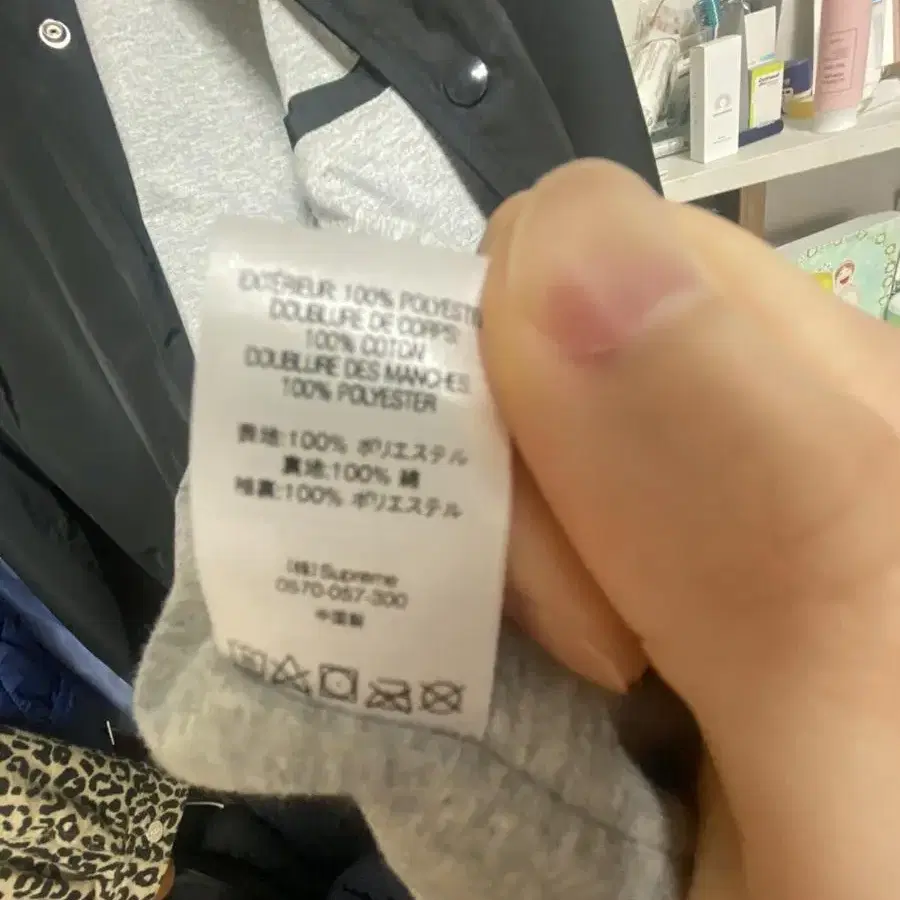 EXTÉRIEUR: 100% POLYESTE
DOUBLURE DE CORPS:
100% COTON
DOUBLURE DES MANCHES:
100% POLYESTER
表地:100% ポリエステル
裏地:100% 綿
袖裏:100% ポリエステル
(株) Supreme
0570-057-300
中国製